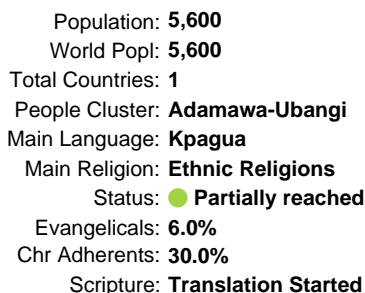 Population: 5,600
World Popl: 5,600
Total Countries: 1
People Cluster: Adamawa-Ubangi
Main Language: Kpagua
Main Religion: Ethnic Religions
Status: Partially reached
Evangelicals: 6.0%
Chr Adherents: 30.0%
Scripture: Translation Started